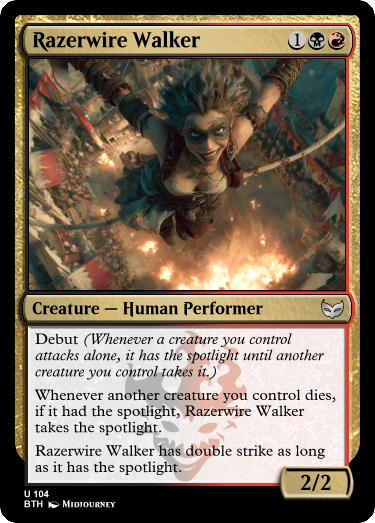 Razerwire Walker 1
Creature — Human Performer
Debut (Whenever a creature you control
attacks alone, it has the spotlight until another
creature you control takes it.)
Whenever another creature you control dies,
if it had the spotlight, Razerwire Walker
takes the spotlight.
Razerwire Walker has double strike as long
as it has the spotlight.
2/2
U 104
BTH Midjourney